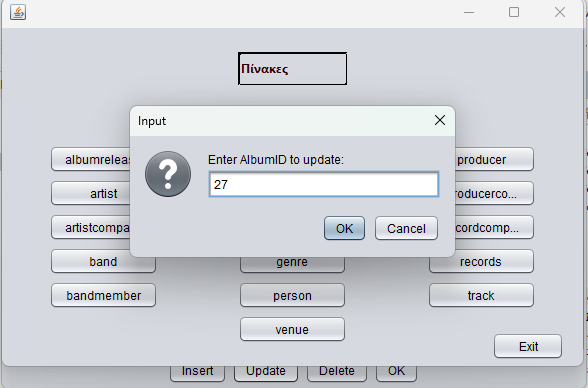 Πίνακες
Input
Enter AlbumID to update:
27
OK Cancel
albumreleas
producer
artist
roducerco...
artistcompa
cordcomp...
band
genre
records
bandmember
person
track
venue
Exit
Insert
Update
Delete
OK